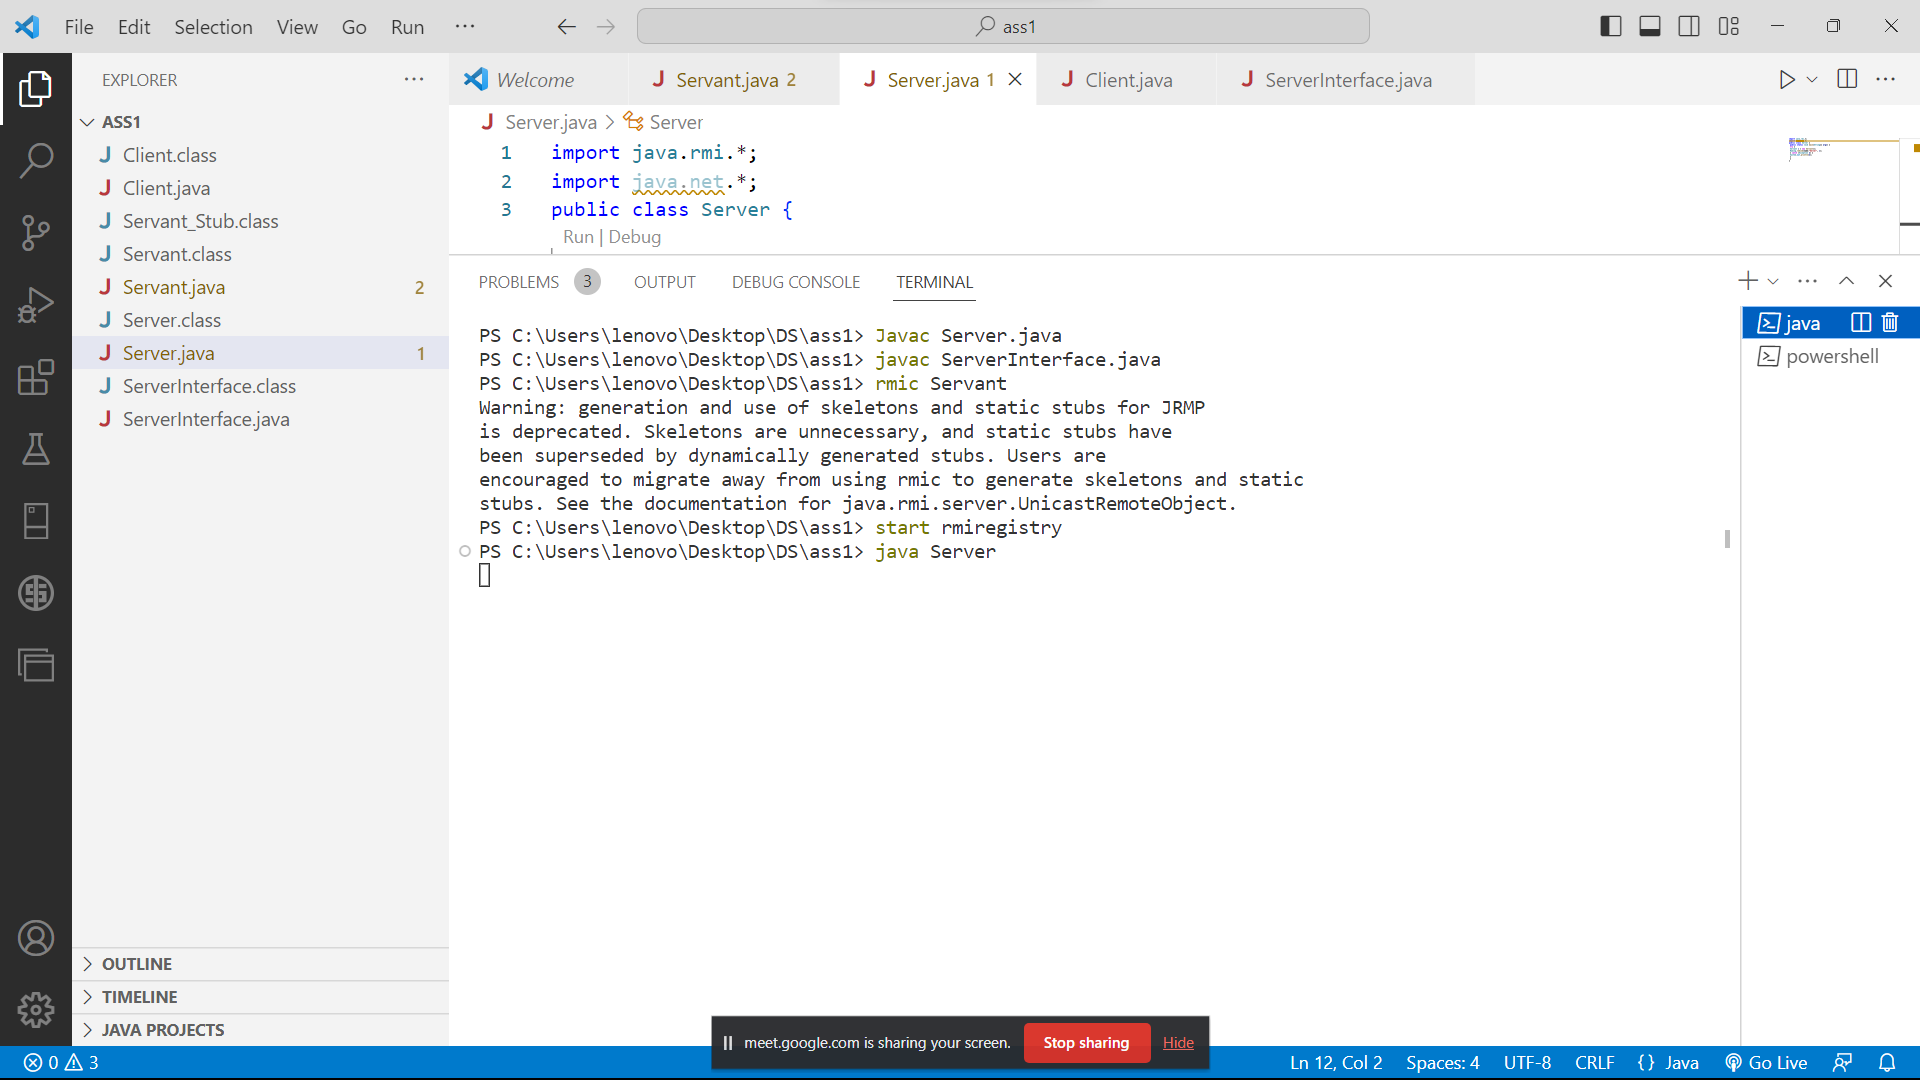 File Edit Selection View Go Run ···
ass1
EXPLORER ···
ASS1
J Client.class
J Client.java
J Servant_Stub.class
J Servant.class
J Servant.java 2
J Server.class
J Server.java 1
J ServerInterface.class
J ServerInterface.java
OUTLINE
TIMELINE
JAVA PROJECTS
Welcome J Servant.java 2 J Server.java 1 J Client.java J ServerInterface.java
J Server.java > Server
1 import java.rmi.*;
2 import java.net.*;
3 public class Server {
Run | Debug
PROBLEMS 3 OUTPUT DEBUG CONSOLE TERMINAL
PS C:\Users\lenovo\Desktop\DS\ass1> Javac Server.java
PS C:\Users\lenovo\Desktop\DS\ass1> javac ServerInterface.java
PS C:\Users\lenovo\Desktop\DS\ass1> rmic Servant
Warning: generation and use of skeletons and static stubs for JRMP
is deprecated. Skeletons are unnecessary, and static stubs have
been superseded by dynamically generated stubs. Users are
encouraged to migrate away from using rmic to generate skeletons and static
stubs. See the documentation for java.rmi.server.UnicastRemoteObject.
PS C:\Users\lenovo\Desktop\DS\ass1> start rmiregistry
PS C:\Users\lenovo\Desktop\DS\ass1> java Server
java
powershell
meet.google.com is sharing your screen. Stop sharing Hide
0 3 Ln 12, Col 2 Spaces: 4 UTF-8 CRLF {} Java Go Live